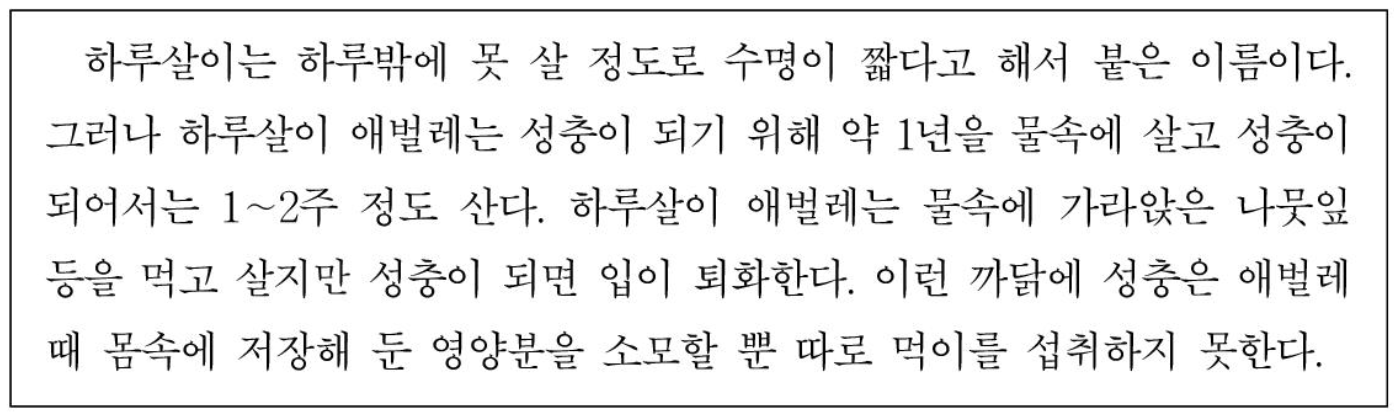 하루살이는 하루밖에 못 살 정도로 수명이 짧다고 해서 붙은 이름이다.
그러나 하루살이 애벌레는 성충이 되기 위해 약 1년을 물속에 살고 성충이
되어서는 1~2주 정도 산다. 하루살이 애벌레는 물속에 가라앉은 나뭇잎
등을 먹고 살지만 성충이 되면 입이 퇴화한다. 이런 까닭에 성충은 애벌레
때 몸속에 저장해 둔 영양분을 소모할 뿐 따로 먹이를 섭취하지 못한다.